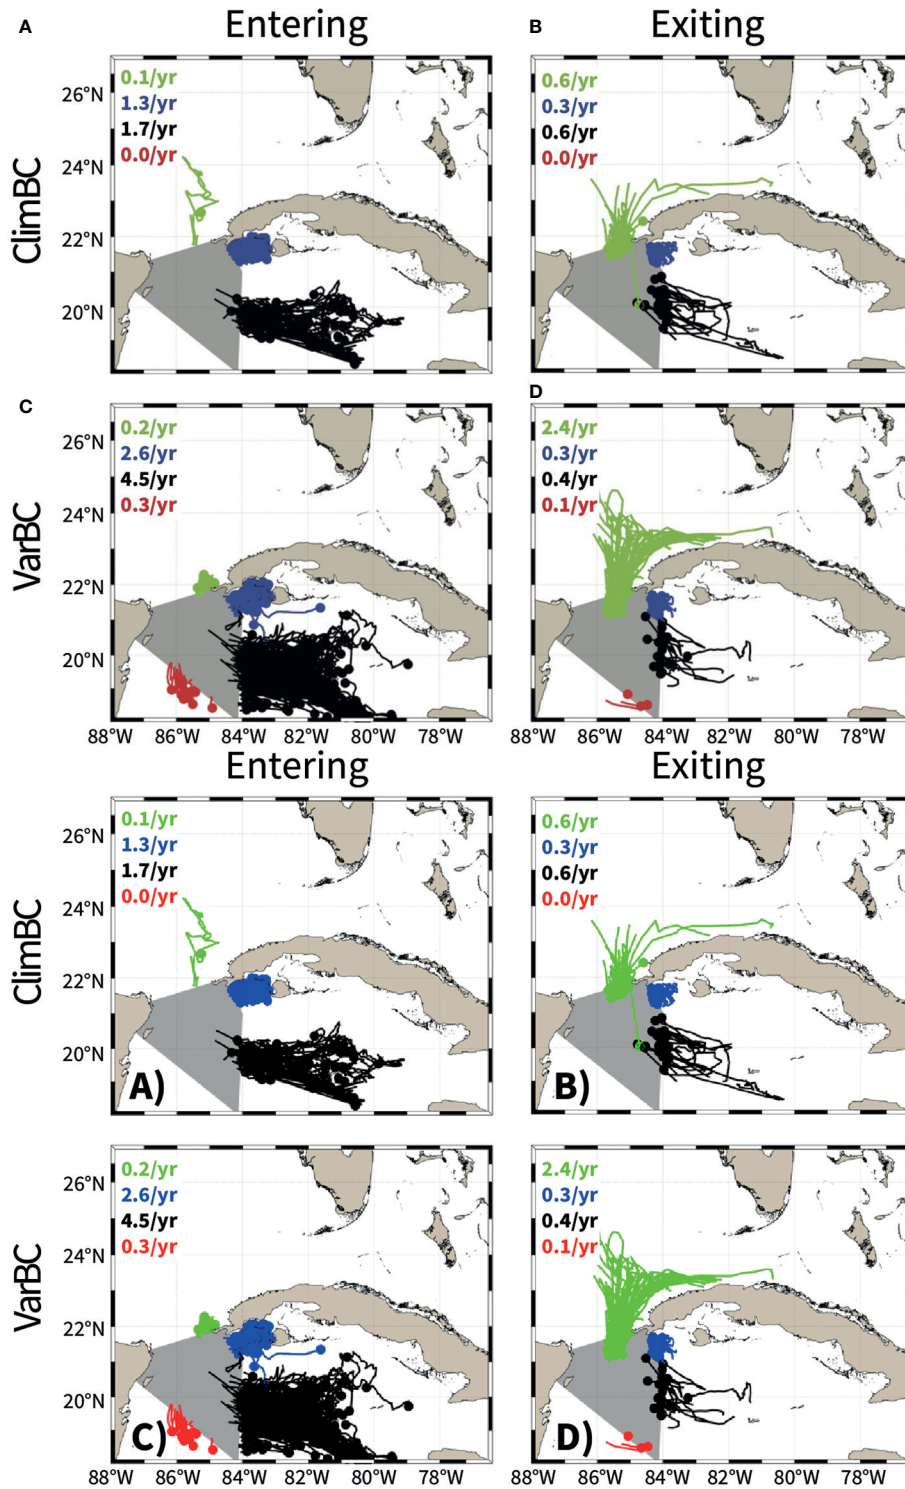 A Entering B Exiting
ClimBC
0.1/yr
1.3/yr
1.7/yr
0.0/yr
0.6/yr
0.3/yr
0.6/yr
0.0/yr
26°N
24°N
22°N
20°N
C D
VarBC
0.2/yr
2.6/yr
4.5/yr
0.3/yr
2.4/yr
0.3/yr
0.4/yr
0.1/yr
26°N
24°N
22°N
20°N
88°W 86°W 84°W 82°W 80°W 78°W 88°W 86°W 84°W 82°W 80°W 78°W
Entering Exiting
ClimBC
0.1/yr
1.3/yr
1.7/yr
0.0/yr
0.6/yr
0.3/yr
0.6/yr
0.0/yr
26°N
24°N
22°N
20°N
A) B)
VarBC
0.2/yr
2.6/yr
4.5/yr
0.3/yr
2.4/yr
0.3/yr
0.4/yr
0.1/yr
26°N
24°N
22°N
20°N
C) D)
88°W 86°W 84°W 82°W 80°W 78°W 88°W 86°W 84°W 82°W 80°W 78°W